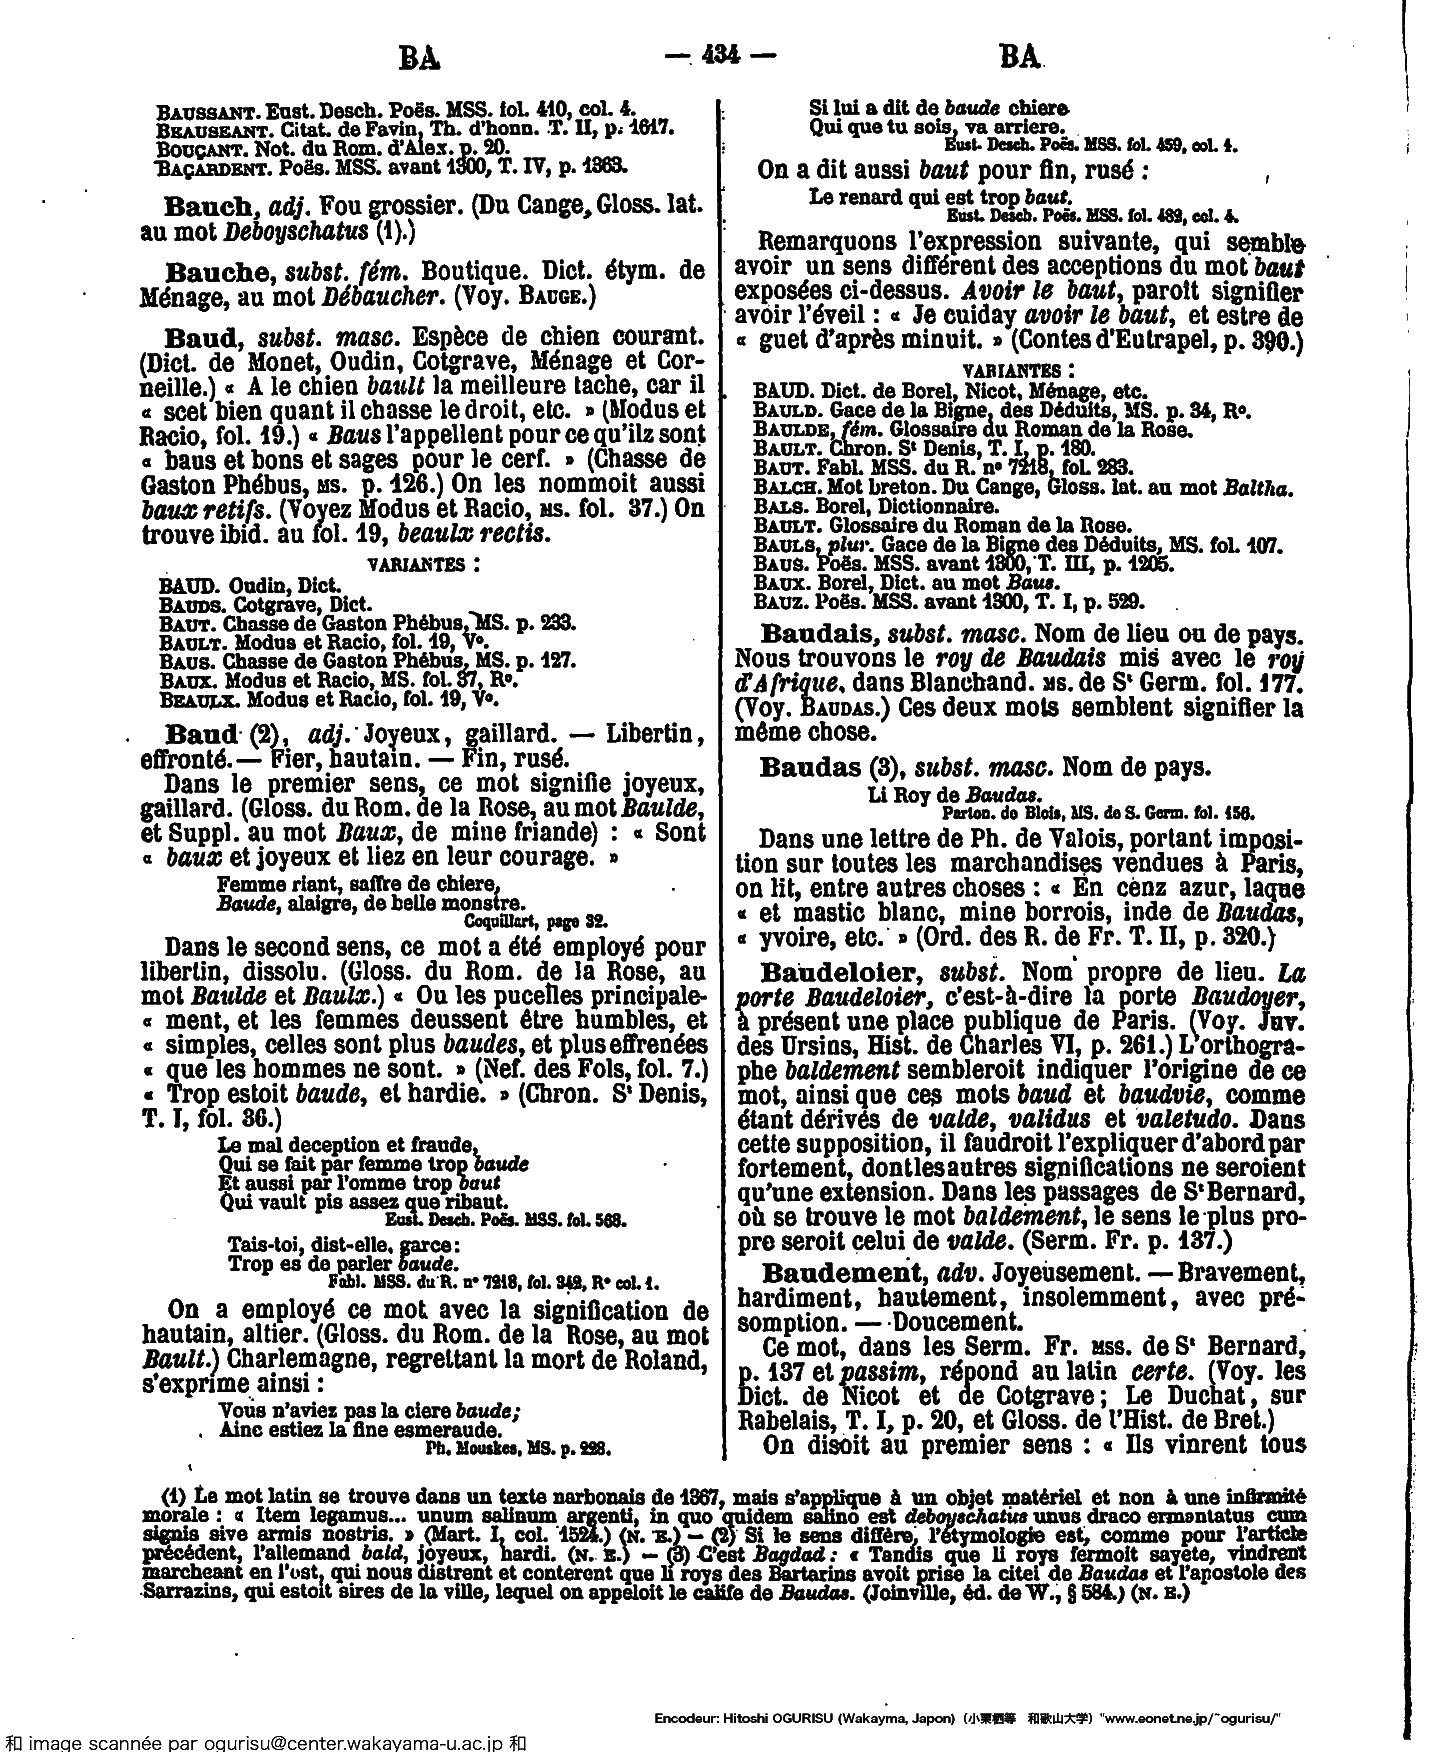 BA
— 434 —
BA
BAUSSANT. Eust. Desch. Poës. MSS. fol. 410, col. 4.
BEAUSEANT. Citat. de Favin, Th. d'honn. T. II, p. 1617.
BOUÇANT. Not. du Rom. d'Alex. p. 20.
BAÇARDENT. Poës. MSS. avant 1300, T. IV, p. 1363.
Bauch, adj. Fou grossier. (Du Cange, Gloss. lat.
au mot Deboyschatus (1).)
Bauche, subst. fém. Boutique. Dict. étym. de
Ménage, au mot Débaucher. (Voy. BAUGE.)
Baud, subst. masc. Espèce de chien courant.
(Dict. de Monet, Oudin, Cotgrave, Ménage et Cor-
neille.) « A le chien bault la meilleure tache, car il
« scet bien quant il chasse le droit, etc. » (Modus et
Racio, fol. 19.) « Baus l'appellent pour ce qu'ilz sont
« baus et bons et sages pour le cerf. » (Chasse de
Gaston Phébus, MS. p. 126.) On les nommoit aussi
baux retifs. (Voyez Modus et Racio, MS. fol. 37.) On
trouve ibid. au fol. 19, beaulx rectis.
VARIANTES :
BAUD. Oudin, Dict.
BAUDS. Cotgrave, Dict.
BAUT. Chasse de Gaston Phébus, MS. p. 233.
BAULT. Modus et Racio, fol. 19, Vº.
BAUS. Chasse de Gaston Phébus, MS. p. 127.
BAUX. Modus et Racio, MS. fol. 37, Rº.
BEAULX. Modus et Racio, fol. 19, Vº.
Baud (2), adj. Joyeux, gaillard. — Libertin,
effronté. — Fier, hautain. — Fin, rusé.
Dans le premier sens, ce mot signifie joyeux,
gaillard. (Gloss. du Rom. de la Rose, au mot Baulde,
et Suppl. au mot Baux, de mine friande) : « Sont
« baux et joyeux et liez en leur courage. »
Femme riant, saffre de chiere,
Baude, alaigre, de belle monstre.
Coquillart, page 32.
Dans le second sens, ce mot a été employé pour
libertin, dissolu. (Gloss. du Rom. de la Rose, au
mot Baulde et Baulx.) « Ou les pucelles principale-
« ment, et les femmes deussent être humbles, et
« simples, celles sont plus baudes, et plus effrenées
« que les hommes ne sont. » (Nef. des Fols, fol. 7.)
« Trop estoit baude, et hardie. » (Chron. St Denis,
T. I, fol. 36.)
Le mal deception et fraude,
Qui se fait par femme trop baude
Et aussi par l'omme trop baut
Qui vault pis assez que ribaut.
Eust. Desch. Poës. MSS. fol. 568.
Tais-toi, dist-elle, garce :
Trop es de parler baude.
Fabl. MSS. du R. nº 7218, fol. 342, Rº col. 1.
On a employé ce mot avec la signification de
hautain, altier. (Gloss. du Rom. de la Rose, au mot
Bault.) Charlemagne, regrettant la mort de Roland,
s'exprime ainsi :
Vous n'aviez pas la ciere baude;
Ainc estiez la fine esmeraude.
Ph. Mouskes, MS. p. 228.
Si lui a dit de baude chiere
Qui que tu sois, va arriere.
Eust. Desch. Poës. MSS. fol. 459, col. 4.
On a dit aussi baut pour fin, rusé :
Le renard qui est trop baut.
Eust. Desch. Poës. MSS. fol. 482, col. 4.
Remarquons l'expression suivante, qui semble
avoir un sens différent des acceptions du mot baut
exposées ci-dessus. Avoir le baut, paroit signifier
avoir l'éveil : « Je cuiday avoir le baut, et estre de
« guet d'après minuit. » (Contes d'Eutrapel, p. 390.)
VARIANTES :
BAUD. Dict. de Borel, Nicot, Ménage, etc.
BAULD. Gace de la Bigne, des Déduits, MS. p. 34, Rº.
BAULDE, fém. Glossaire du Roman de la Rose.
BAULT. Chron. St Denis, T. I, p. 180.
BAUT. Fabl. MSS. du R. nº 7218, fol. 283.
BALCH. Mot breton. Du Cange, Gloss. lat. au mot Baltha.
BALS. Borel, Dictionnaire.
BAULT. Glossaire du Roman de la Rose.
BAULS, plur. Gace de la Bigne des Déduits, MS. fol. 107.
BAUS. Poës. MSS. avant 1300, T. III, p. 1205.
BAUX. Borel, Dict. au mot Baus.
BAUZ. Poës. MSS. avant 1300, T. I, p. 529.
Baudais, subst. masc. Nom de lieu ou de pays.
Nous trouvons le roy de Baudais mis avec le roy
d'Afrique, dans Blanchand. MS. de St Germ. fol. 177.
(Voy. BAUDAS.) Ces deux mots semblent signifier la
même chose.
Baudas (3), subst. masc. Nom de pays.
Li Roy de Baudas.
Parton. de Blois, MS. de S. Germ. fol. 156.
Dans une lettre de Ph. de Valois, portant imposi-
tion sur toutes les marchandises vendues à Paris,
on lit, entre autres choses : « En cenz azur, laque
« et mastic blanc, mine borrois, inde de Baudas,
« yvoire, etc. » (Ord. des R. de Fr. T. II, p. 320.)
Baudeloier, subst. Nom propre de lieu. La
porte Baudeloier, c'est-à-dire la porte Baudoyer,
à présent une place publique de Paris. (Voy. Juv.
des Ursins, Hist. de Charles VI, p. 261.) L'orthogra-
phe baldement sembleroit indiquer l'origine de ce
mot, ainsi que ces mots baud et baudvie, comme
étant dérivés de valde, validus et valetudo. Dans
cette supposition, il faudroit l'expliquer d'abord par
fortement, dont les autres significations ne seroient
qu'une extension. Dans les passages de St Bernard,
où se trouve le mot baldement, le sens le plus pro-
pre seroit celui de valde. (Serm. Fr. p. 137.)
Baudement, adv. Joyeusement. — Bravement,
hardiment, hautement, insolemment, avec pré-
somption. — Doucement.
Ce mot, dans les Serm. Fr. MSS. de St Bernard,
p. 137 et passim, répond au latin certe. (Voy. les
Dict. de Nicot et de Cotgrave; Le Duchat, sur
Rabelais, T. I, p. 20, et Gloss. de l'Hist. de Bret.)
On disoit au premier sens : « Ils vinrent tous
(1) Le mot latin se trouve dans un texte narbonais de 1367, mais s'applique à un objet matériel et non à une infirmité
morale : « Item legamus... unum salinum argenti, in quo quidem salino est deboyschatus unus draco ermentatus cum
signis sive armis nostris. » (Mart. I, col. 1524.) (N. E.) — (2) Si le sens diffère, l'étymologie est, comme pour l'article
précédent, l'allemand bald, joyeux, hardi. (N. E.) — (3) C'est Bagdad : « Tandis que li roys fermoit sayete, vindrent
marcheant en l'ost, qui nous distrent et conterent que li roys des Tartarins avoit prise la citei de Baudas et l'apostole des
Sarrazins, qui estoit sires de la ville, lequel on appeloit le calife de Baudas. (Joinville, éd. de W., § 584.) (N. E.)
Encodeur: Hitoshi OGURISU (Wakayma, Japon) (小栗栖等 和歌山大学) "www.eonet.ne.jp/~ogurisu/"
和 image scannée par ogurisu@center.wakayama-u.ac.jp 和